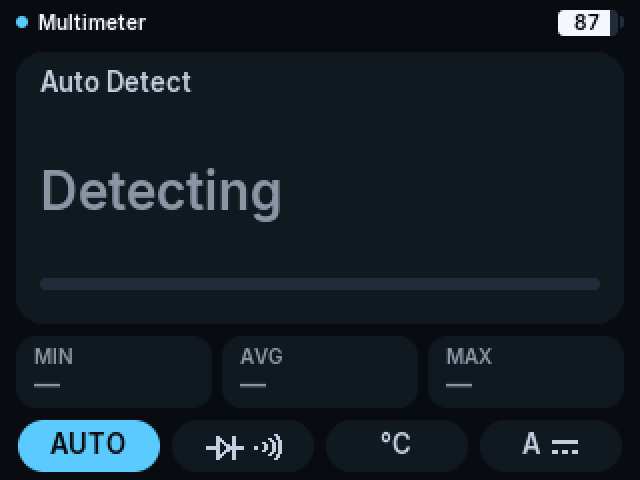 Multimeter
87
Auto Detect
Detecting
MIN
—
AVG
—
MAX
—
AUTO
°C
A